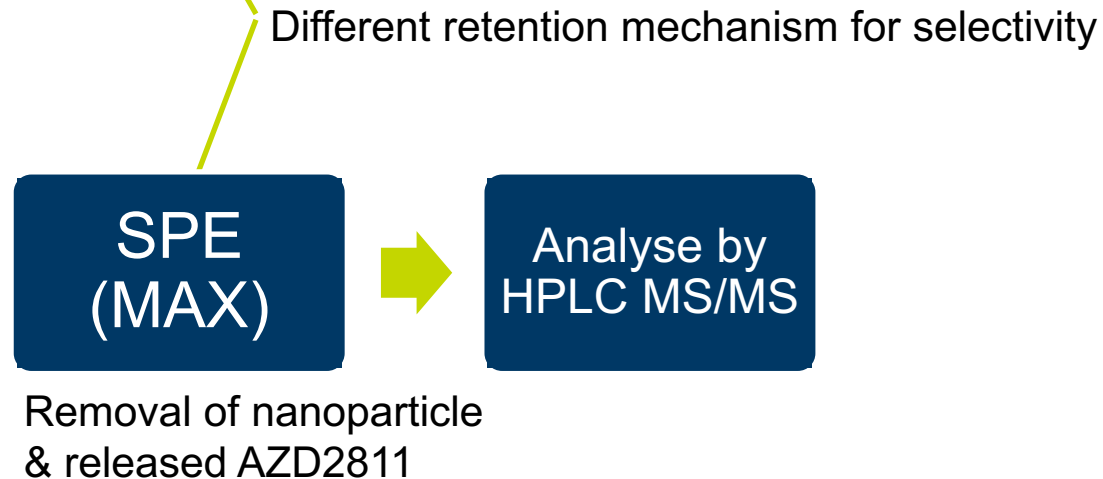 Different retention mechanism for selectivity
SPE
(MAX)
Analyse by
HPLC MS/MS
Removal of nanoparticle
& released AZD2811